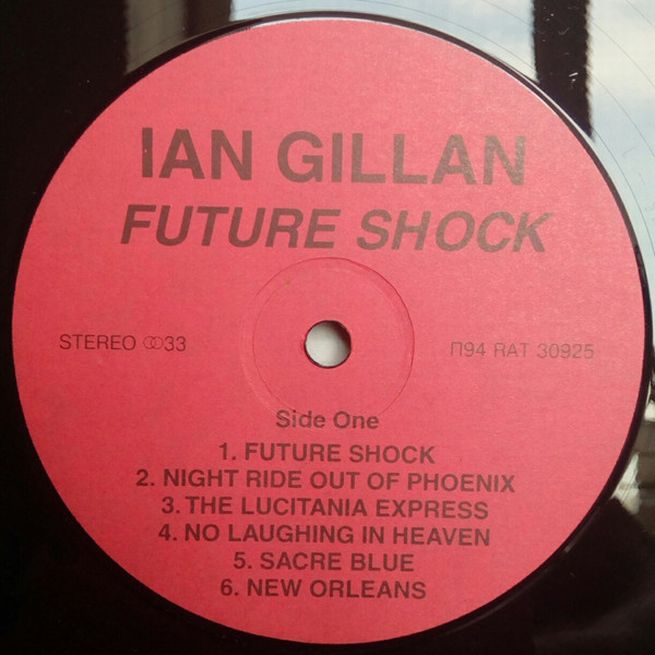 IAN GILLAN
FUTURE SHOCK
STEREO 33
П94 RAT 30925
Side One
1. FUTURE SHOCK
2. NIGHT RIDE OUT OF PHOENIX
3. THE LUCITANIA EXPRESS
4. NO LAUGHING IN HEAVEN
5. SACRE BLUE
6. NEW ORLEANS